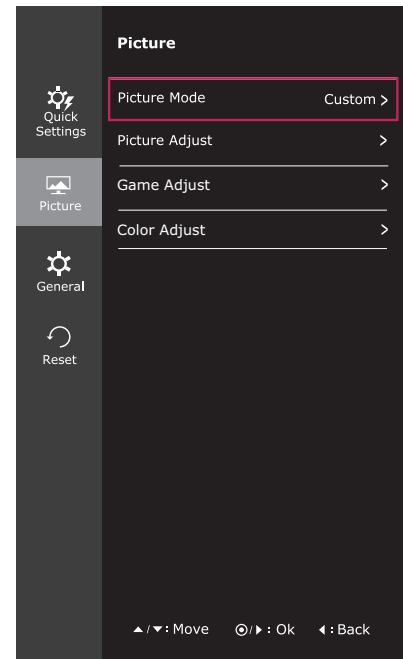 Picture
Quick
Settings
Picture
General
Reset
Picture Mode Custom >
Picture Adjust >
Game Adjust >
Color Adjust >
▲/▼: Move ⦿/▶: Ok ◀: Back